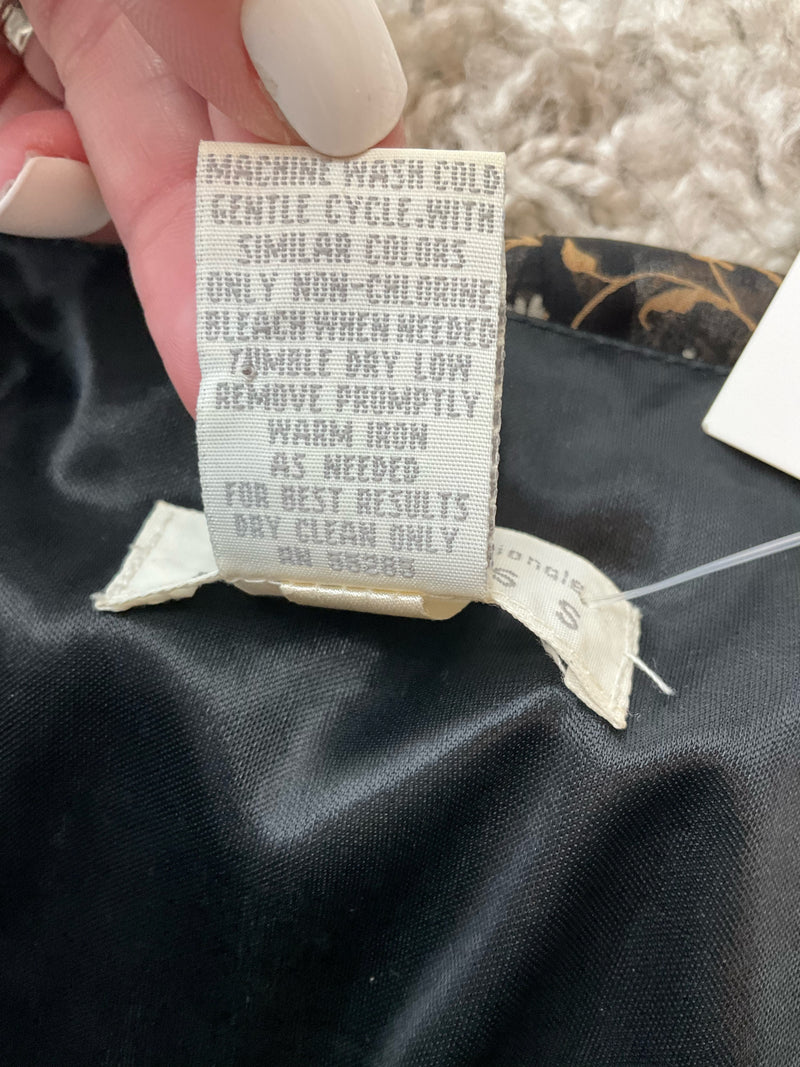 MACHINE WASH COLD
GENTLE CYCLE.WITH
SIMILAR COLORS
ONLY NON-CHLORINE
BLEACH WHEN NEEDED
TUMBLE DRY LOW
REMOVE PROMPTLY
WARM IRON
AS NEEDED
FOR BEST RESULTS
DRY CLEAN ONLY
RN 55285
S S